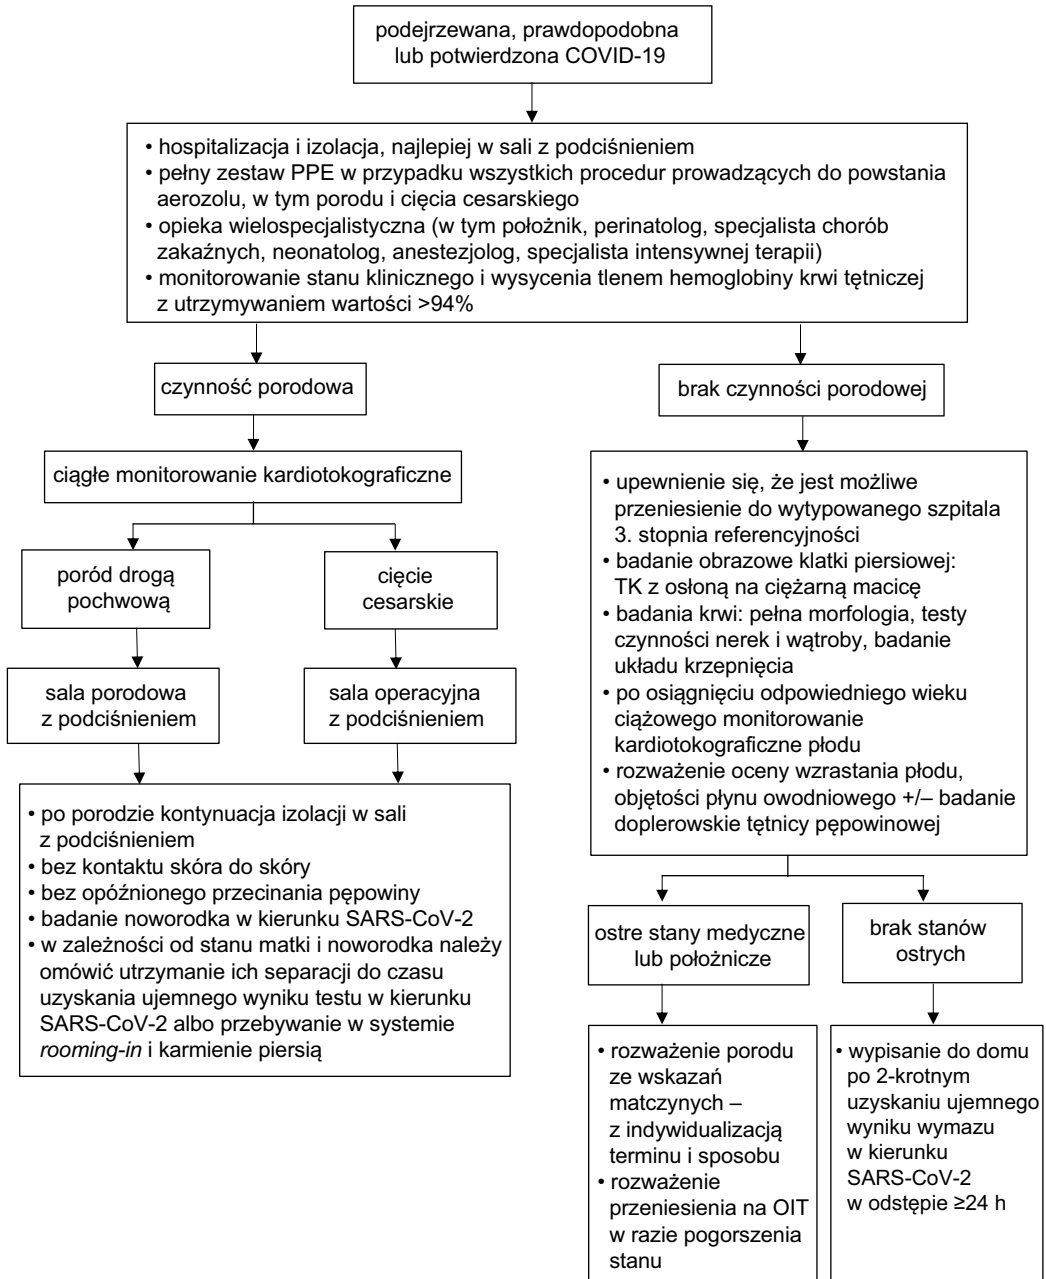 podejrzewana, prawdopodobna
lub potwierdzona COVID-19
• hospitalizacja i izolacja, najlepiej w sali z podciśnieniem
• pełny zestaw PPE w przypadku wszystkich procedur prowadzących do powstania
aerozolu, w tym porodu i cięcia cesarskiego
• opieka wielospecjalistyczna (w tym położnik, perinatolog, specjalista chorób
zakaźnych, neonatolog, anestezjolog, specjalista intensywnej terapii)
• monitorowanie stanu klinicznego i wysycenia tlenem hemoglobiny krwi tętniczej
z utrzymywaniem wartości >94%
czynność porodowa
ciągłe monitorowanie kardiotokograficzne
poród drogą
pochwową
cięcie
cesarskie
sala porodowa
z podciśnieniem
sala operacyjna
z podciśnieniem
• po porodzie kontynuacja izolacji w sali
z podciśnieniem
• bez kontaktu skóra do skóry
• bez opóźnionego przecinania pępowiny
• badanie noworodka w kierunku SARS-CoV-2
• w zależności od stanu matki i noworodka należy
omówić utrzymanie ich separacji do czasu
uzyskania ujemnego wyniku testu w kierunku
SARS-CoV-2 albo przebywanie w systemie
rooming-in i karmienie piersią
brak czynności porodowej
• upewnienie się, że jest możliwe
przeniesienie do wytypowanego szpitala
3. stopnia referencyjności
• badanie obrazowe klatki piersiowej:
TK z osłoną na ciężarną macicę
• badania krwi: pełna morfologia, testy
czynności nerek i wątroby, badanie
układu krzepnięcia
• po osiągnięciu odpowiedniego wieku
ciążowego monitorowanie
kardiotokograficzne płodu
• rozważenie oceny wzrastania płodu,
objętości płynu owodniowego +/– badanie
doplerowskie tętnicy pępowinowej
ostre stany medyczne
lub położnicze
brak stanów
ostrych
• rozważenie porodu
ze wskazań
matczynych –
z indywidualizacją
terminu i sposobu
• rozważenie
przeniesienia na OIT
w razie pogorszenia
stanu
• wypisanie do domu
po 2-krotnym
uzyskaniu ujemnego
wyniku wymazu
w kierunku
SARS-CoV-2
w odstępie ≥24 h